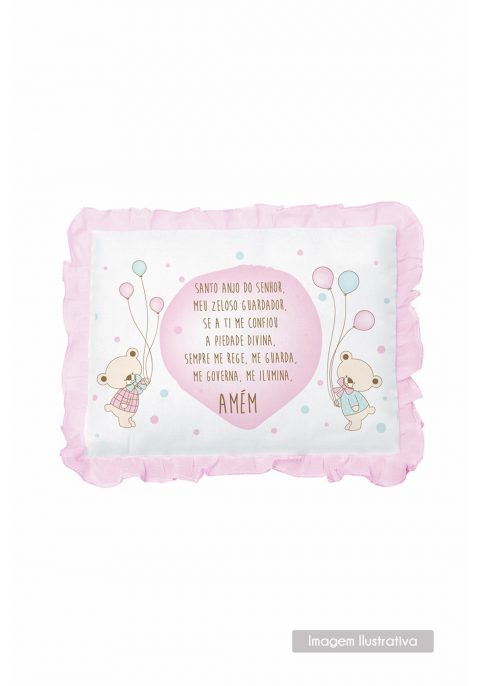 SANTO ANJO DO SENHOR,
MEU ZELOSO GUARDADOR,
SE A TI ME CONFIOU
A PIEDADE DIVINA,
SEMPRE ME REGE, ME GUARDA,
ME GOVERNA, ME ILUMINA,
AMÉM
Imagem Ilustrativa